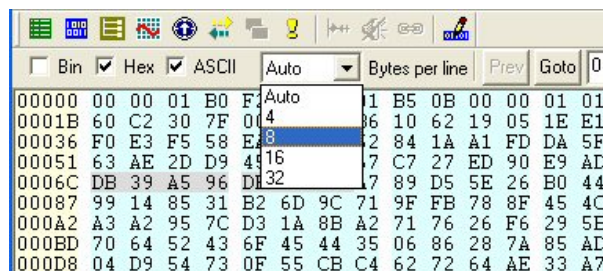 Bin Hex ASCII Auto Bytes per line Prev Goto 0
00000 00 00 01 B0 Auto B5 0B 00 00 01 01
0001B 60 C2 30 7F 4 10 62 19 05 1E E1
00036 F0 E3 F5 58 8 84 1A A1 FD DA 5F
00051 63 AE 2D D9 16 C7 27 ED 90 E9 AD
0006C DB 39 A5 96 32 89 D5 5E 26 B0 44
00087 99 14 85 31 B2 6D 9C 71 9F FB 78 8F 45 4C
000A2 A3 A2 95 7C D3 1A 8B A2 71 76 26 F6 29 5E
000BD 70 64 52 43 6F 45 44 35 06 86 28 7A 85 AD
000D8 04 D9 54 73 0F 55 CB C4 62 72 64 AE 33 A7